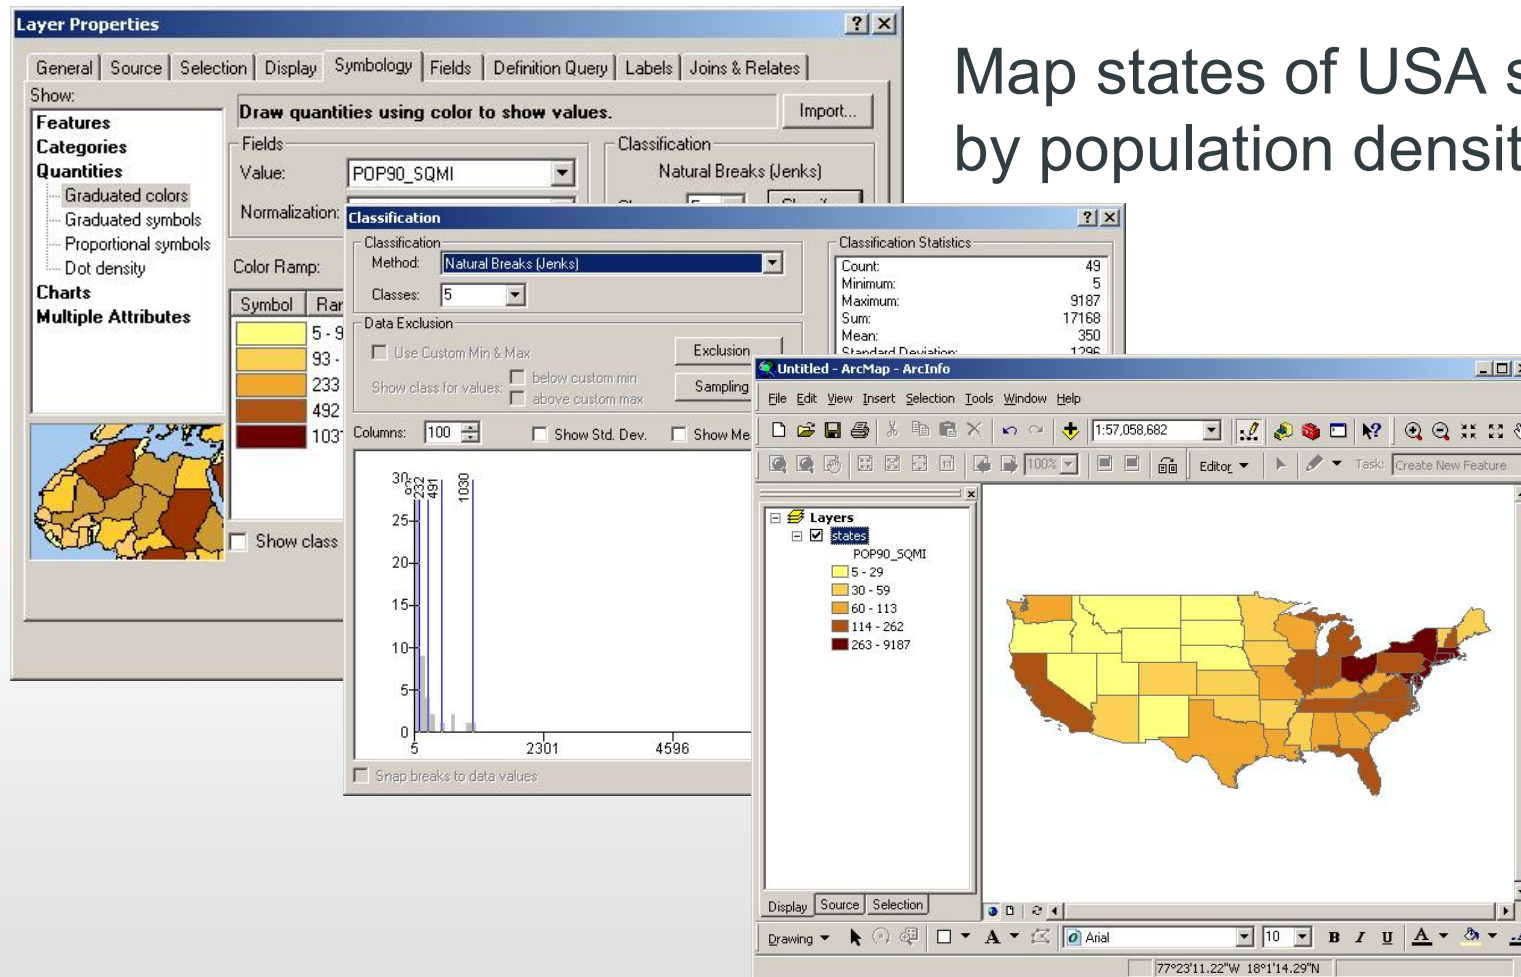 Layer Properties
General Source Selection Display Symbology Fields Definition Query Labels Joins & Relates
Show:
Features
Categories
Quantities
Graduated colors
Graduated symbols
Proportional symbols
Dot density
Charts
Multiple Attributes
Draw quantities using color to show values.
Import...
Fields
Value: POP90_SQMI
Normalization:
Classification
Natural Breaks (Jenks)
Color Ramp:
Symbol
5 - 9
93 -
233
492
103
Show class
Map states of USA
by population
Classification
Classification
Method: Natural Breaks (Jenks)
Classes: 5
Data Exclusion
Use Custom Min & Max
Show class for values:
below custom min
above custom max
Exclusion
Sampling
Classification Statistics
Count: 49
Minimum: 5
Maximum: 9187
Sum: 17168
Mean: 350
Standard Deviation: 1296
Columns: 100
Show Std. Dev.
Show Me
30
25
20
15
10
5
0
232
491
1030
5 2301 4596
Snap breaks to data values
Untitled - ArcMap - ArcInfo
File Edit View Insert Selection Tools Window Help
1:57,058,682
100%
Editor
Task: Create New Feature
Layers
states
POP90_SQMI
5 - 29
30 - 59
60 - 113
114 - 262
263 - 9187
Display Source Selection
Drawing
A
Arial
10
B I U A
77°23'11.22"W 18°1'14.29"N